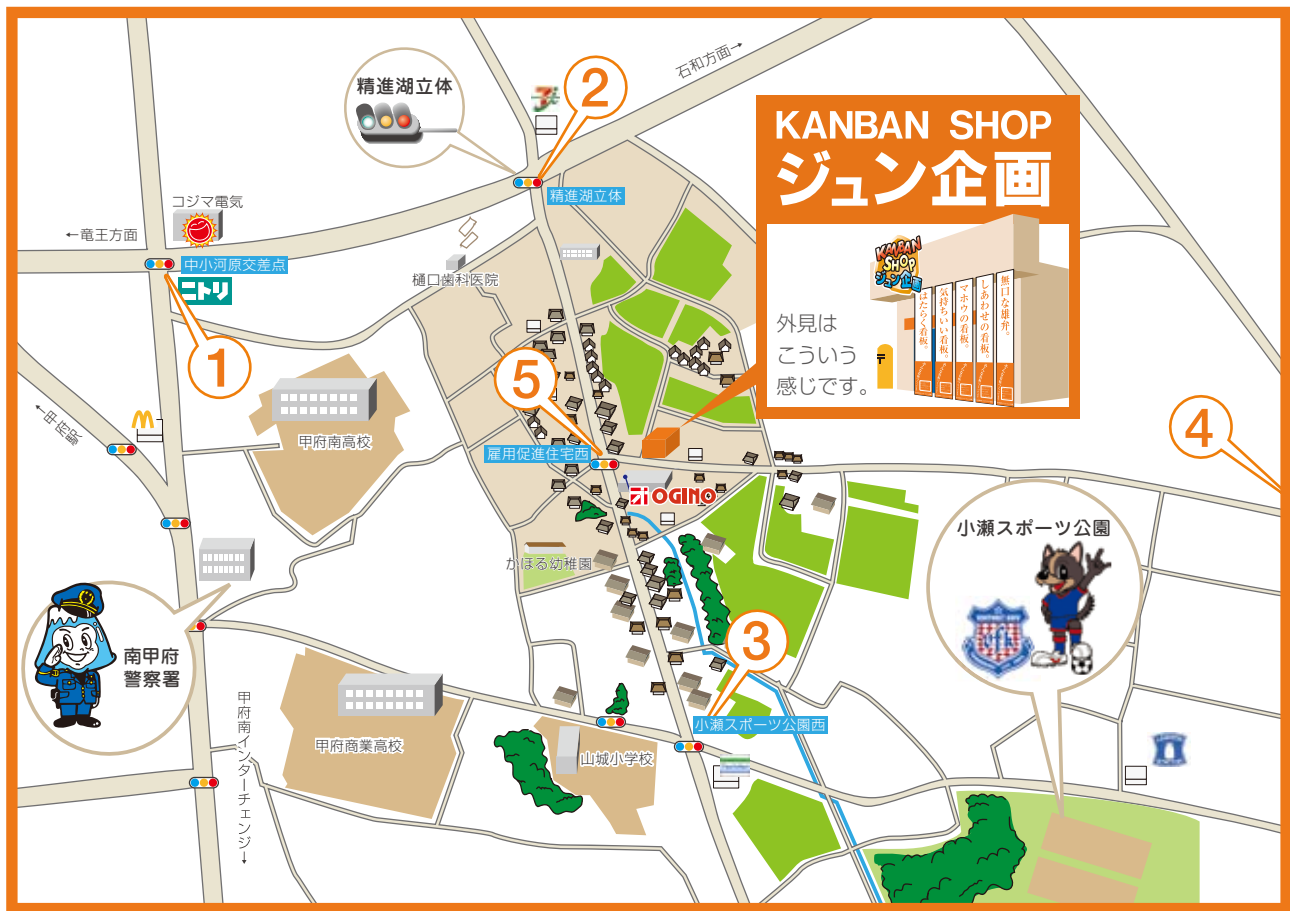 石和方面→
精進湖立体
2
精進湖立体
KANBAN SHOP
ジュン企画
KANBAN
SHOP
ジュン企画
無口な雄弁。
しあわせの看板。
マホウの看板。
気持ちいい看板。
はたらく看板。
外見は
こういう
感じです。
コジマ電気
←竜王方面
中小河原交差点
ニトリ
樋口歯科医院
1
5
4
←甲府駅
甲府南高校
雇用促進住宅西
OGINO
かほる幼稚園
小瀬スポーツ公園
3
南甲府
警察署
小瀬スポーツ公園西
甲府南インターチェンジ→
甲府商業高校
山城小学校